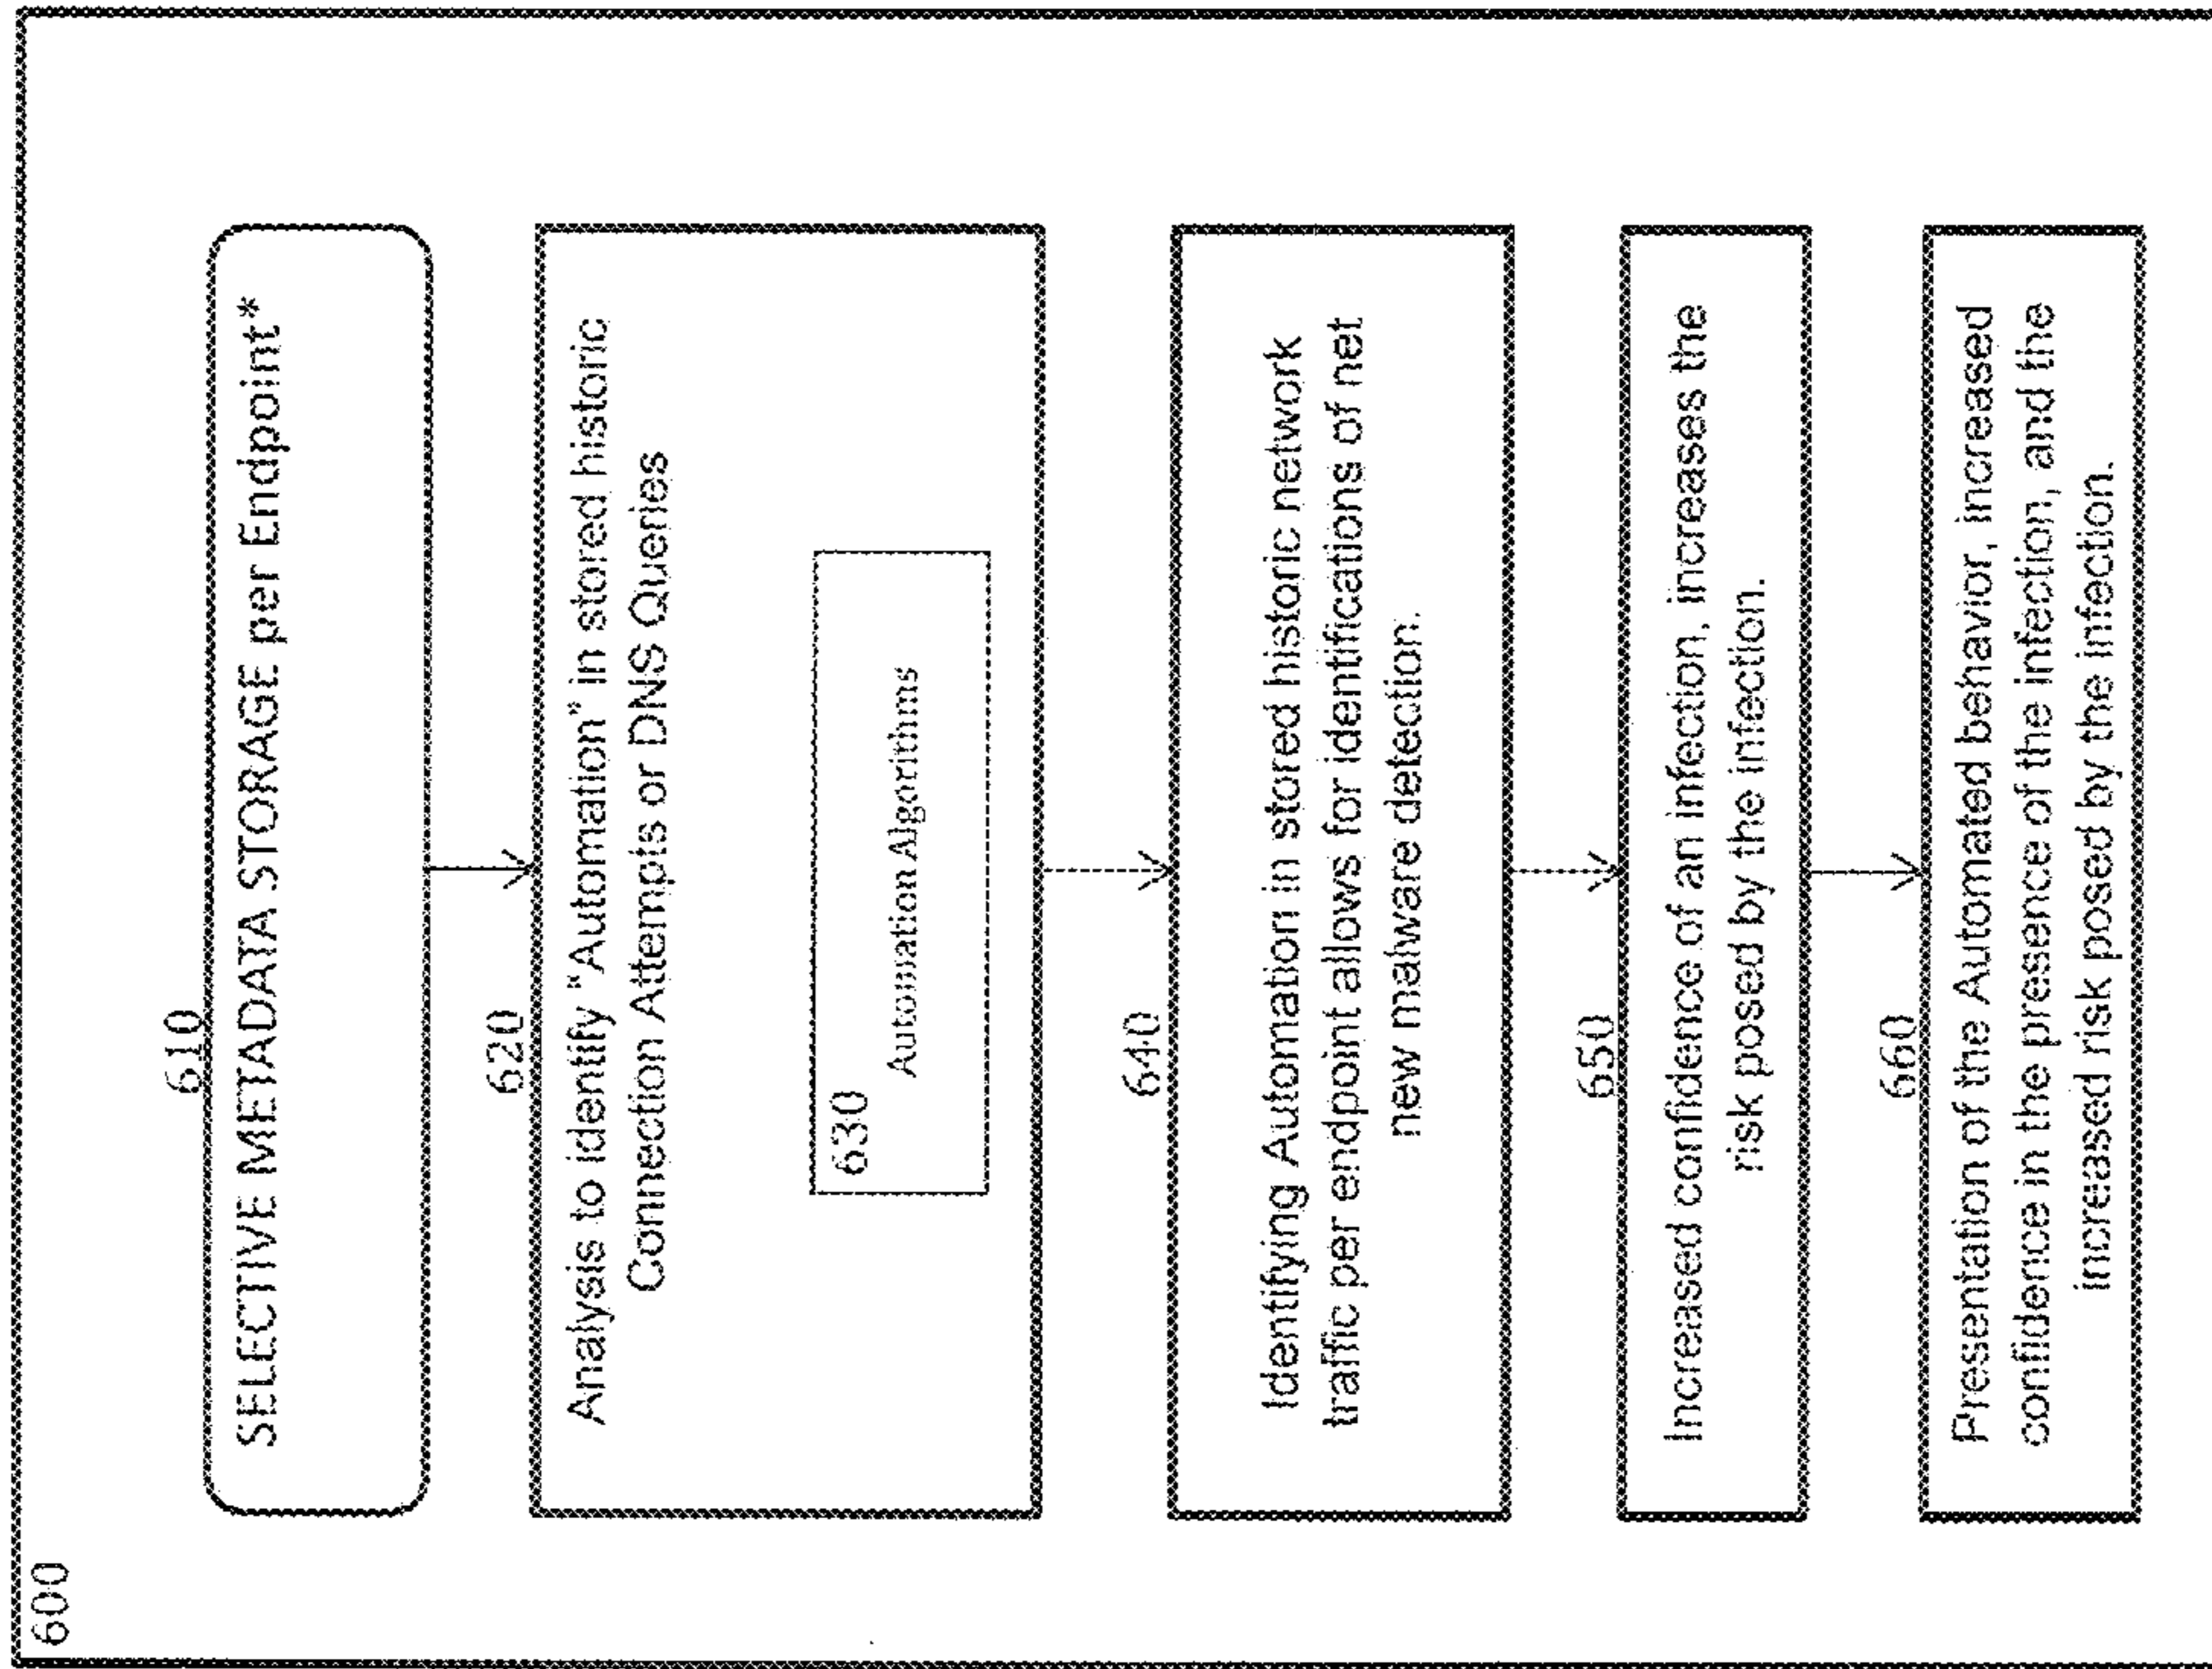 600
610
SELECTIVE METADATA STORAGE per Endpoint*
620
Analysis to identify "Automation" in stored historic
Connection Attempts or DNS Queries
630
Automation Algorithms
640
Identifying Automation in stored historic network
traffic per endpoint allows for identifications of net
new malware detection.
650
Increased confidence of an infection, increases the
risk posed by the infection.
660
Presentation of the Automated behavior, increased
confidence in the presence of the infection, and the
increased risk posed by the infection.